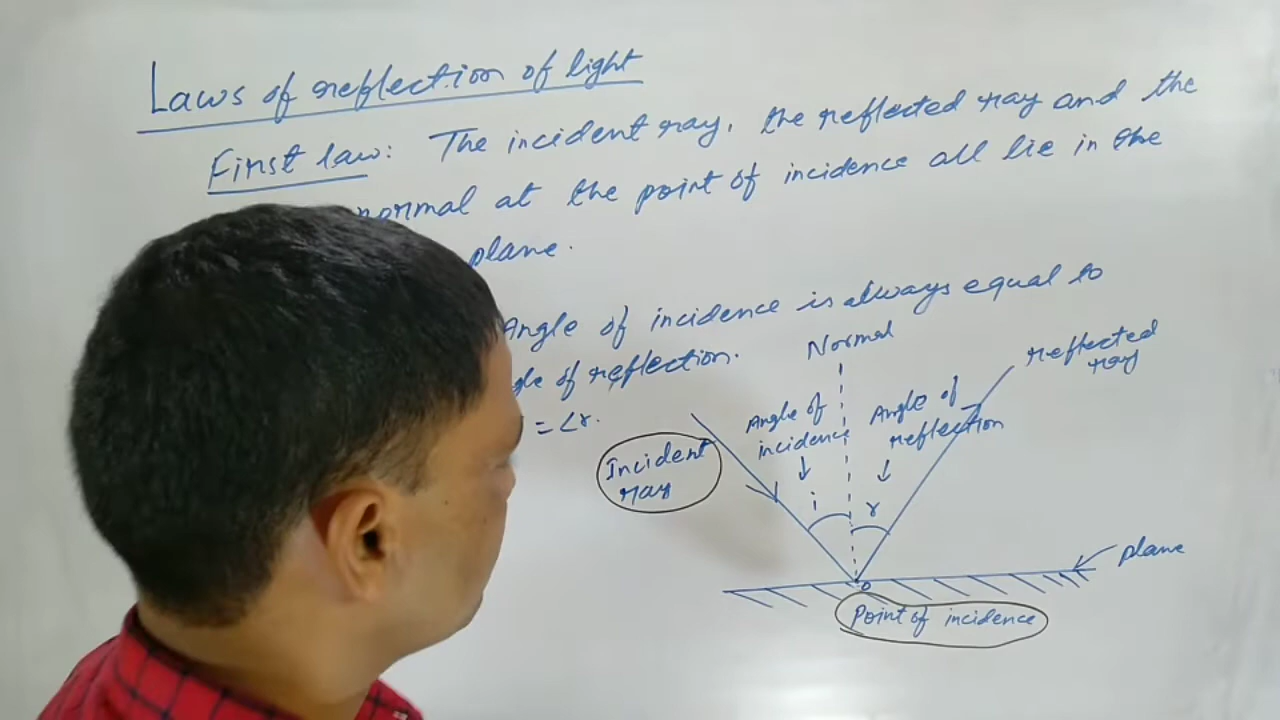 Laws of reflection of light
First law: The incident ray, the reflected ray and the
normal at the point of incidence all lie in the
plane.
Angle of incidence is always equal to
of reflection.
= ∠r.
Normal
reflected
ray
Angle of
incidence
Angle of
reflection
Incident
ray
i
r
plane
O
Point of incidence